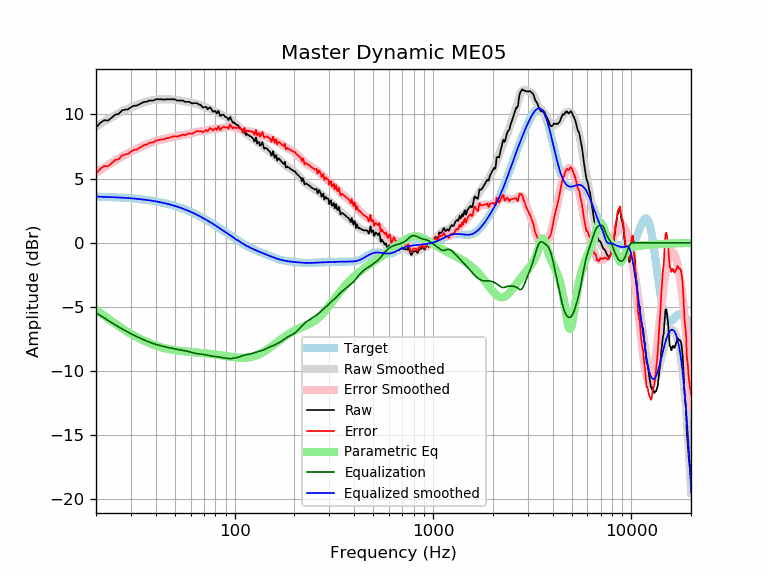 Master Dynamic ME05
Amplitude (dBr)
10
5
0
−5
−10
−15
−20
100
1000
10000
Frequency (Hz)
Target
Raw Smoothed
Error Smoothed
Raw
Error
Parametric Eq
Equalization
Equalized smoothed